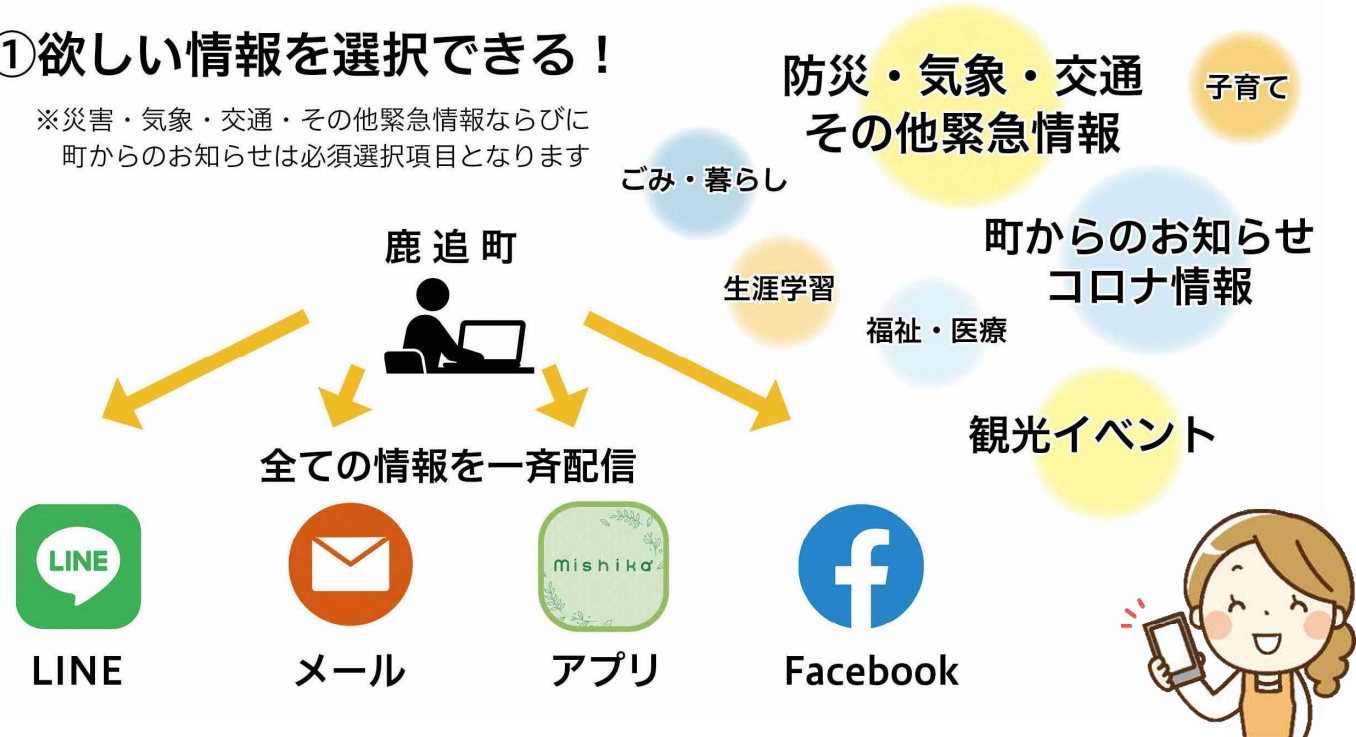 ①欲しい情報を選択できる！
※災害・気象・交通・その他緊急情報ならびに
町からのお知らせは必須選択項目となります
防災・気象・交通
その他緊急情報
子育て
ごみ・暮らし
町からのお知らせ
コロナ情報
生涯学習
福祉・医療
観光イベント
鹿追町
全ての情報を一斉配信
LINE
Mishika
LINE
メール
アプリ
Facebook